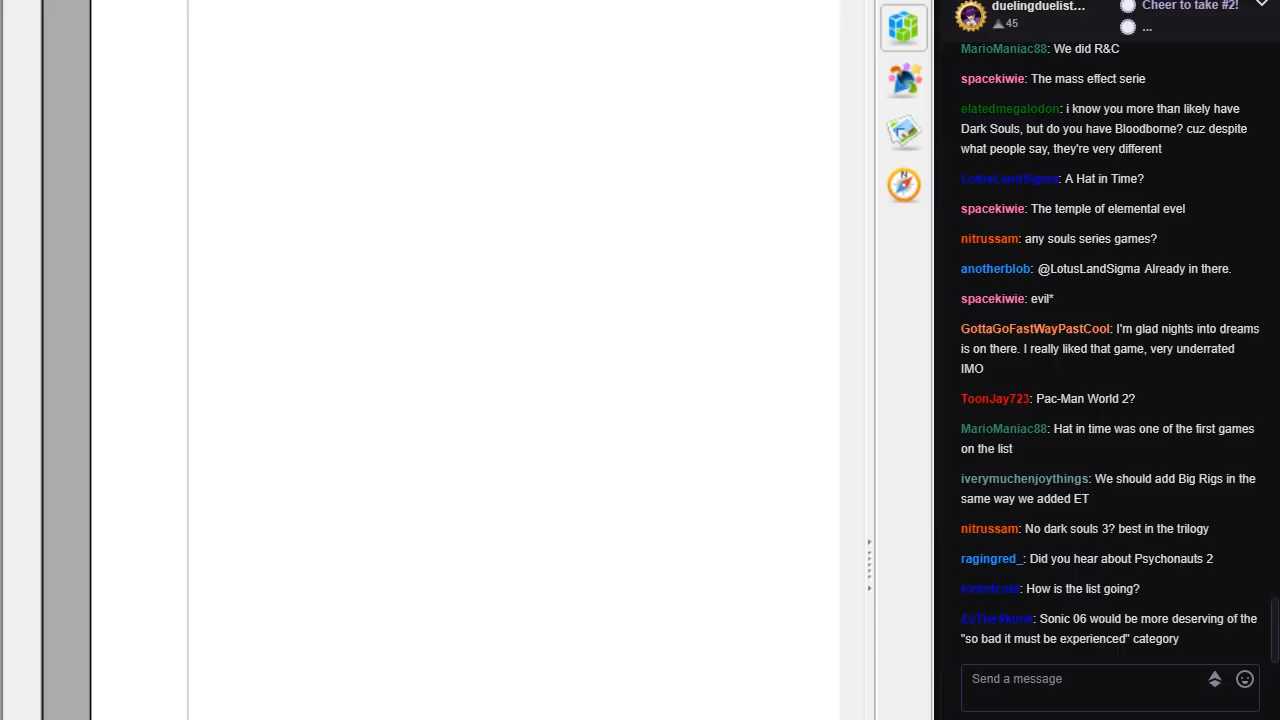 duelingduelist...
45
Cheer to take #2!
...
MarioManiac88: We did R&C
spacekiwie: The mass effect serie
elatedmegalodon: i know you more than likely have
Dark Souls, but do you have Bloodborne? cuz despite
what people say, they're very different
LotusLandSigma: A Hat in Time?
spacekiwie: The temple of elemental evel
nitrussam: any souls series games?
anotherblob: @LotusLandSigma Already in there.
spacekiwie: evil*
GottaGoFastWayPastCool: I'm glad nights into dreams
is on there. I really liked that game, very underrated
IMO
ToonJay723: Pac-Man World 2?
MarioManiac88: Hat in time was one of the first games
on the list
iverymuchenjoythings: We should add Big Rigs in the
same way we added ET
nitrussam: No dark souls 3? best in the trilogy
ragingred_: Did you hear about Psychonauts 2
: How is the list going?
ZuTheSkunk: Sonic 06 would be more deserving of the
"so bad it must be experienced" category
Send a message
N